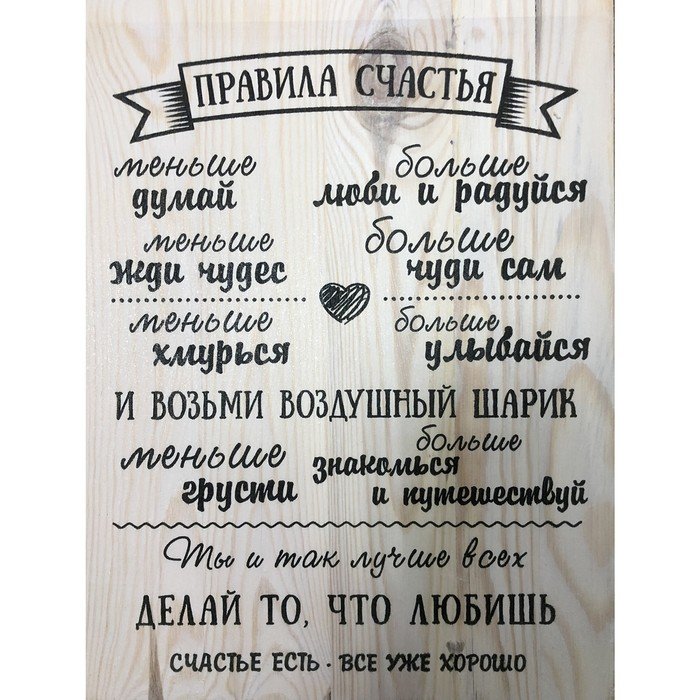 ПРАВИЛА СЧАСТЬЯ
меньше думай
больше люби и радуйся
меньше жди чудес
больше чуди сам
меньше хмурься
больше улывайся
И ВОЗЬМИ ВОЗДУШНЫЙ ШАРИК
меньше грусти
больше знакомься и путешествуй
Ты и так лучше всех
ДЕЛАЙ ТО, ЧТО ЛЮБИШЬ
СЧАСТЬЕ ЕСТЬ · ВСЕ УЖЕ ХОРОШО